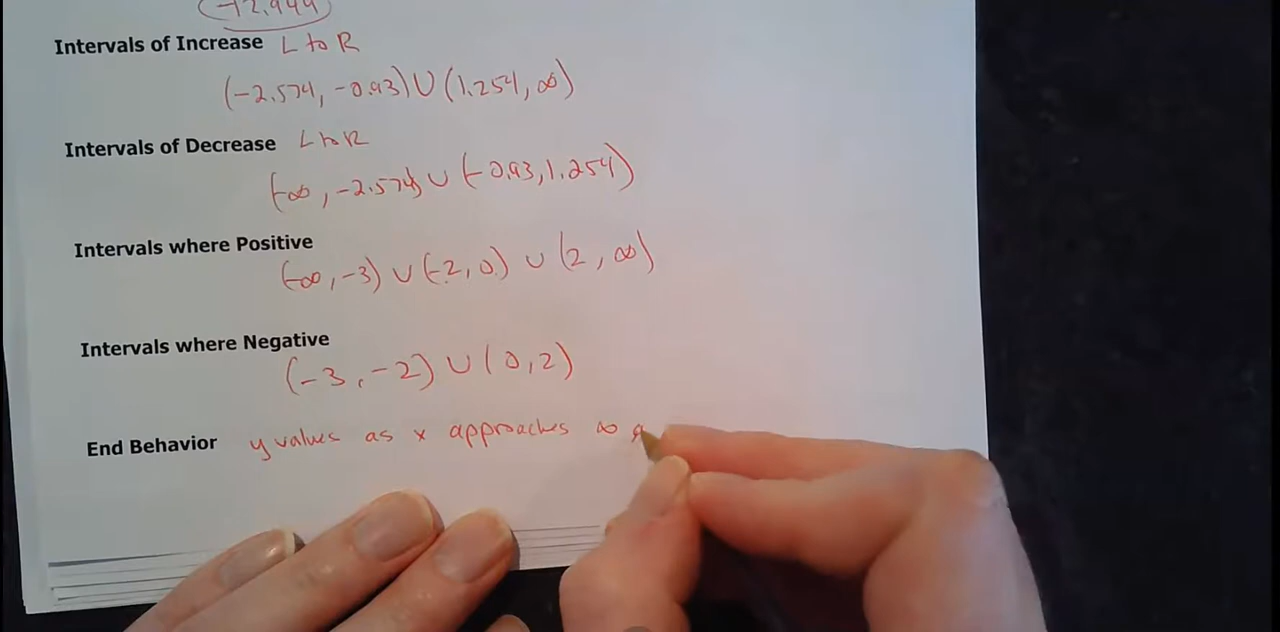 -12.949
Intervals of Increase L to R
(-2.574, -0.93) ∪ (1.254, ∞)
Intervals of Decrease L to R
(-∞, -2.574) ∪ (-0.93, 1.254)
Intervals where Positive
(-∞, -3) ∪ (-2, 0) ∪ (2, ∞)
Intervals where Negative
(-3, -2) ∪ (0, 2)
End Behavior y values as x approaches ∞ a